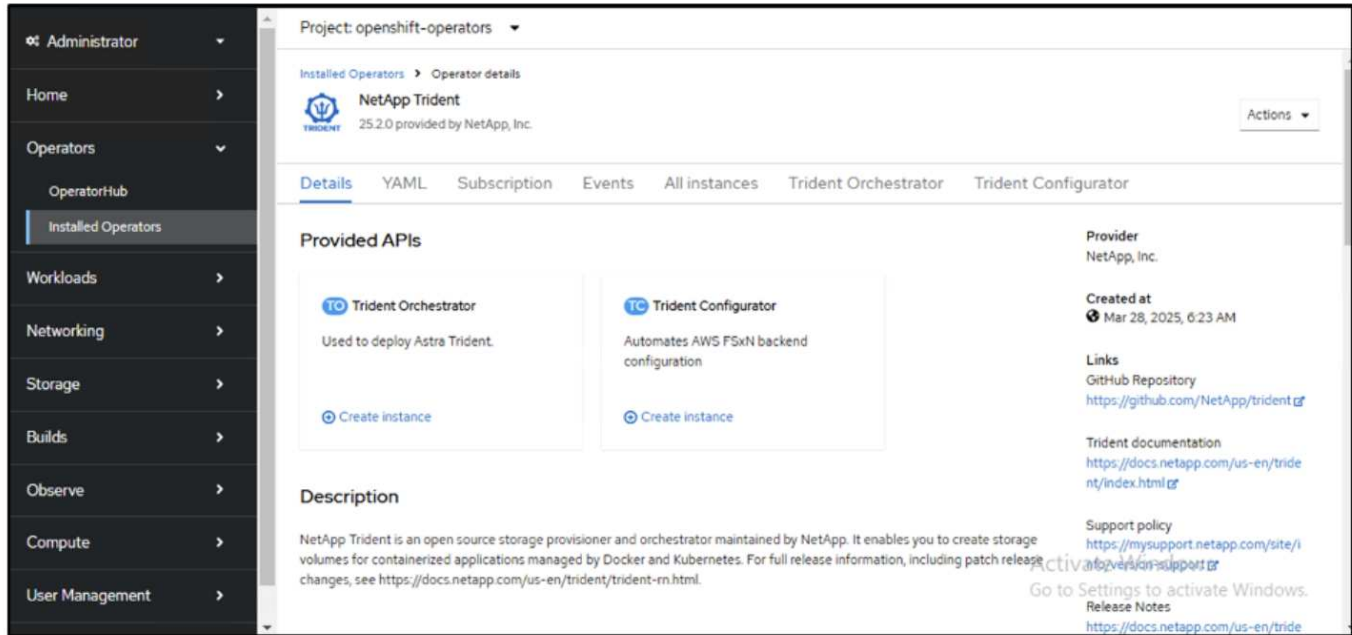 Administrator
Home
Operators
OperatorHub
Installed Operators
Workloads
Networking
Storage
Builds
Observe
Compute
User Management
Project: openshift-operators
Installed Operators > Operator details
TRIDENT
NetApp Trident
25.2.0 provided by NetApp, Inc.
Actions
Details YAML Subscription Events All instances Trident Orchestrator Trident Configurator
Provided APIs
TO Trident Orchestrator
Used to deploy Astra Trident.
Create instance
TC Trident Configurator
Automates AWS FSxN backend
configuration
Create instance
Description
NetApp Trident is an open source storage provisioner and orchestrator maintained by NetApp. It enables you to create storage
volumes for containerized applications managed by Docker and Kubernetes. For full release information, including patch release
changes, see https://docs.netapp.com/us-en/trident/trident-rn.html.
Provider
NetApp, Inc.
Created at
Mar 28, 2025, 6:23 AM
Links
GitHub Repository
https://github.com/NetApp/trident
Trident documentation
https://docs.netapp.com/us-en/tride
nt/index.html
Support policy
https://mysupport.netapp.com/site/i
nfo/version-support
Release Notes
https://docs.netapp.com/us-en/tride
Activate Windows
Go to Settings to activate Windows.